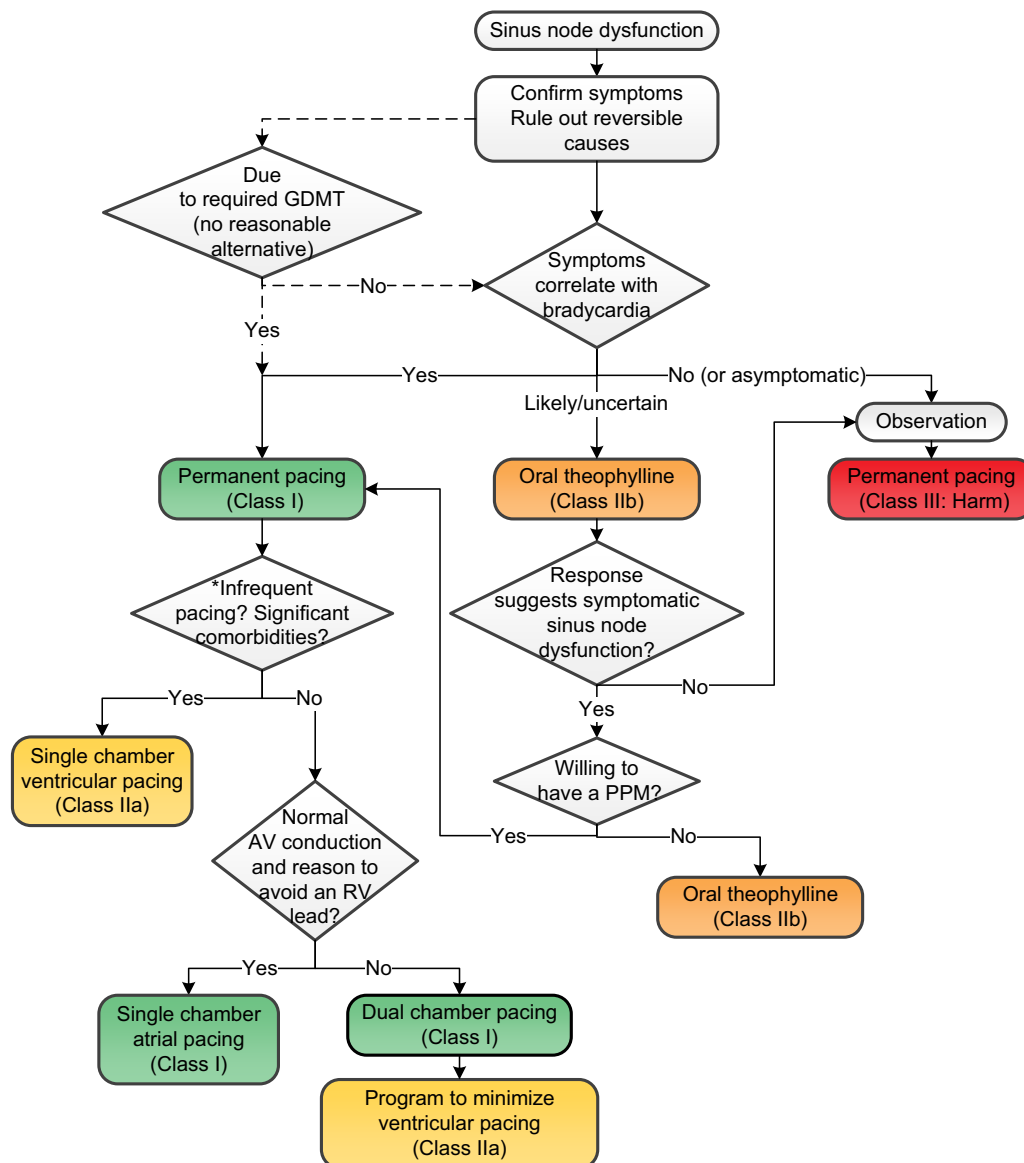 Sinus node dysfunction
Confirm symptoms
Rule out reversible
causes
Due
to required GDMT
(no reasonable
alternative)
Symptoms
correlate with
bradycardia
No
Yes
Yes
No (or asymptomatic)
Likely/uncertain
Observation
Permanent pacing
(Class I)
Oral theophylline
(Class IIb)
Permanent pacing
(Class III: Harm)
*Infrequent
pacing? Significant
comorbidities?
Response
suggests symptomatic
sinus node
dysfunction?
Yes
No
No
Yes
Single chamber
ventricular pacing
(Class IIa)
Willing to
have a PPM?
Normal
AV conduction
and reason to
avoid an RV
lead?
Yes
No
Oral theophylline
(Class IIb)
Yes
No
Single chamber
atrial pacing
(Class I)
Dual chamber pacing
(Class I)
Program to minimize
ventricular pacing
(Class IIa)